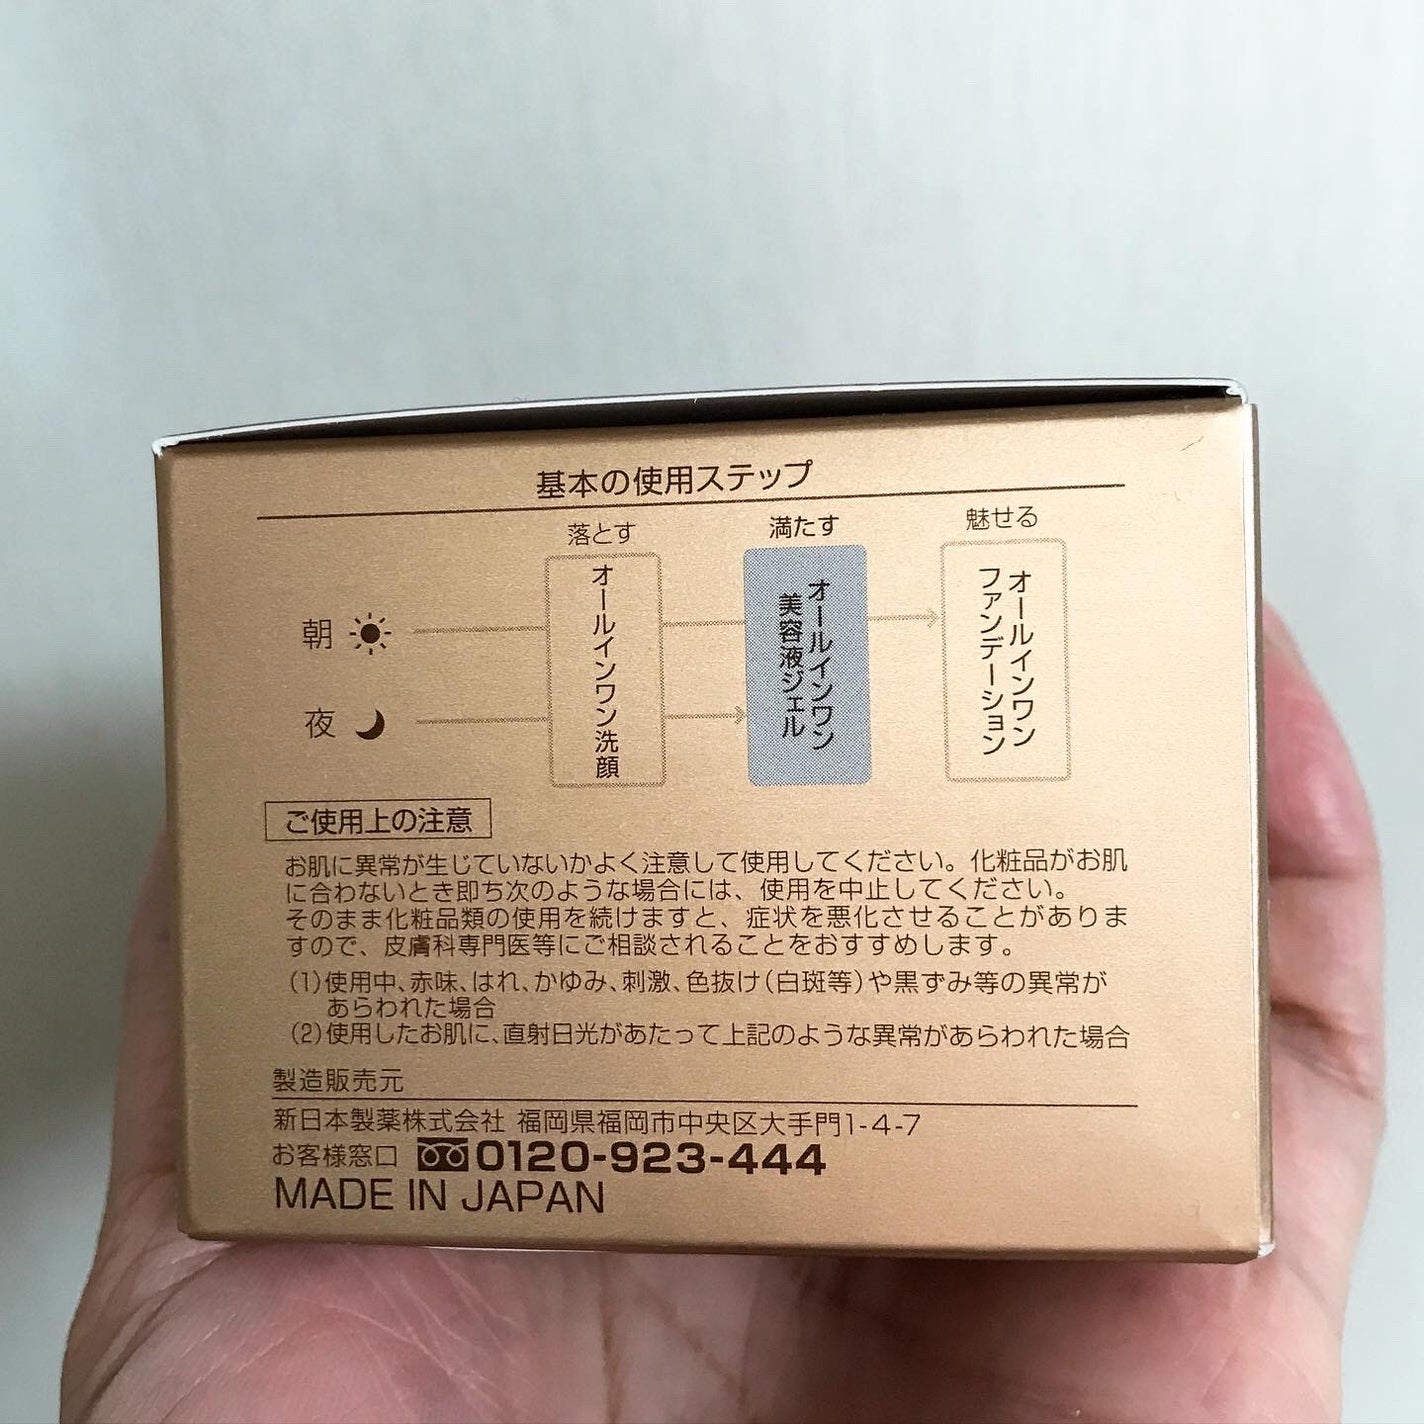 基本の使用ステップ
落とす 満たす 魅せる
朝
夜
オールインワン洗顔
オールインワン
美容液ジェル
オールインワン
ファンデーション
ご使用上の注意
お肌に異常が生じていないかよく注意して使用してください。化粧品がお肌
に合わないとき即ち次のような場合には、使用を中止してください。
そのまま化粧品類の使用を続けますと、症状を悪化させることがありま
すので、皮膚科専門医等にご相談されることをおすすめします。
(1)使用中、赤味、はれ、かゆみ、刺激、色抜け(白斑等)や黒ずみ等の異常が
あらわれた場合
(2)使用したお肌に、直射日光があたって上記のような異常があらわれた場合
製造販売元
新日本製薬株式会社 福岡県福岡市中央区大手門1-4-7
お客様窓口 0120-923-444
MADE IN JAPAN